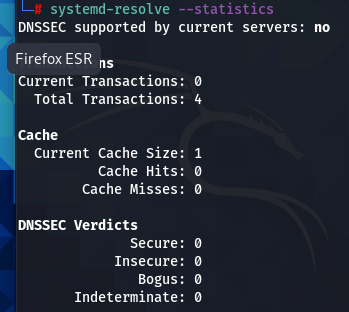 # systemd-resolve --statistics
DNSSEC supported by current servers: no
Firefox ESR
ns
Current Transactions: 0
Total Transactions: 4
Cache
Current Cache Size: 1
Cache Hits: 0
Cache Misses: 0
DNSSEC Verdicts
Secure: 0
Insecure: 0
Bogus: 0
Indeterminate: 0